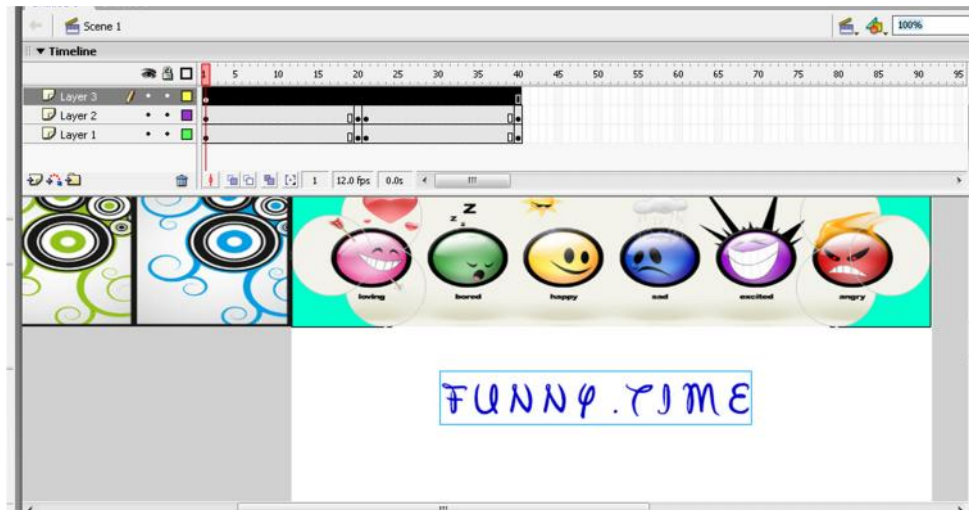 Scene 1
100%
Timeline
1 5 10 15 20 25 30 35 40 45 50 55 60 65 70 75 80 85 90 95
Layer 3
Layer 2
Layer 1
1 12.0 fps 0.0s
z Z
loving bored happy sad excited angry
FUNNY.TIME